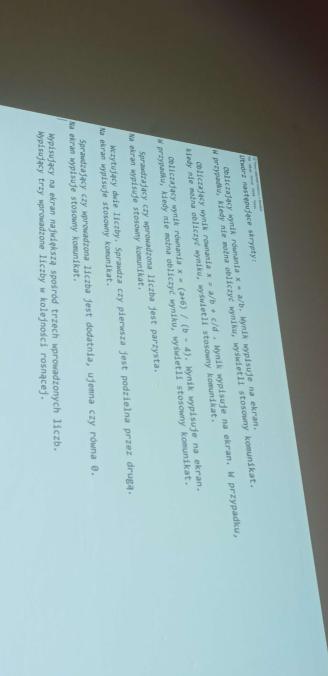 Utwórz następujące skrypty:
Obliczający wynik równania x = a/b. Wynik wypisuje na ekran.
W przypadku, kiedy nie można obliczyć wyniku, wyświetli stosowny komunikat.
Obliczający wynik równania x = a/b + c/d . Wynik wypisuje na ekran. W przypadku,
kiedy nie można obliczyć wyniku, wyświetli stosowny komunikat.
Obliczający wynik równania x = (a+6) / (b - 4). Wynik wypisuje na ekran.
W przypadku, kiedy nie można obliczyć wyniku, wyświetli stosowny komunikat.
Sprawdzający czy wprowadzona liczba jest parzysta.
Na ekran wypisuje stosowny komunikat.
Wczytujący dwie liczby. Sprawdza czy pierwsza jest podzielna przez drugą.
Na ekran wypisuje stosowny komunikat.
Sprawdzający czy wprowadzona liczba jest dodatnia, ujemna czy równa 0.
Na ekran wypisuje stosowny komunikat.
Wypisujący na ekran największą spośród trzech wprowadzonych liczb.
Wypisujący trzy wprowadzone liczby w kolejności rosnącej.